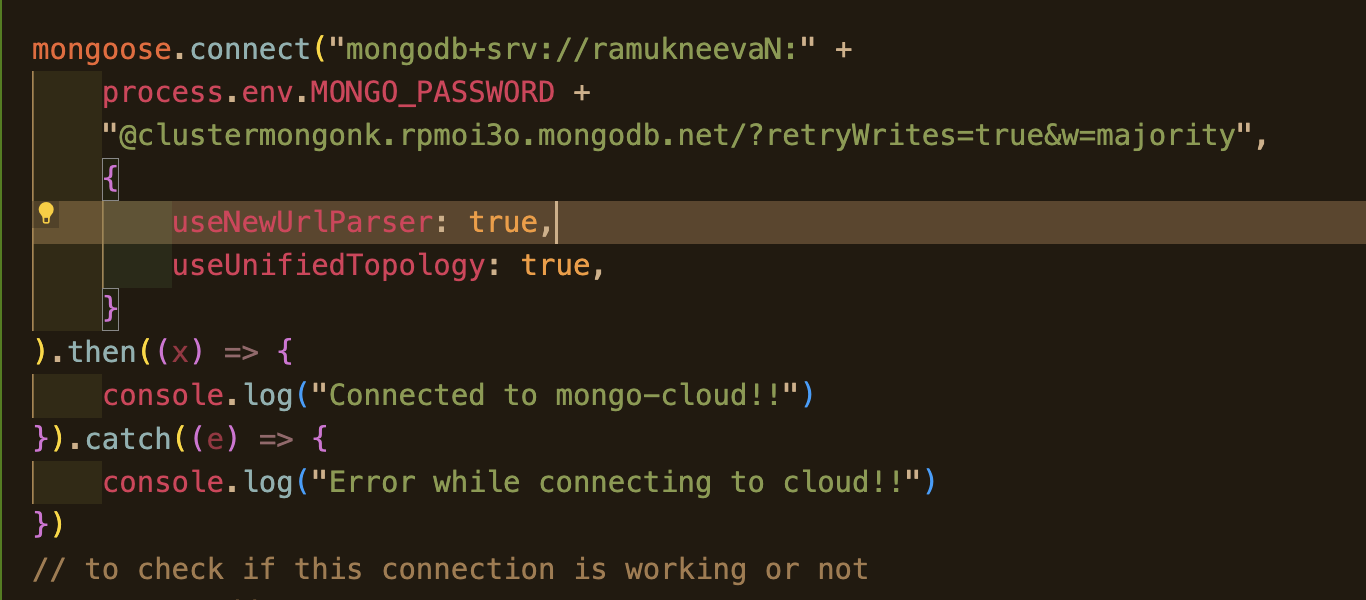 mongoose.connect("mongodb+srv://ramukneevaN:" +
process.env.MONGO_PASSWORD +
"@clustermongonk.rpmoi3o.mongodb.net/?retryWrites=true&w=majority",
{
useNewUrlParser: true,
useUnifiedTopology: true,
}
).then((x) => {
console.log("Connected to mongo-cloud!!")
}).catch((e) => {
console.log("Error while connecting to cloud!!")
})
// to check if this connection is working or not